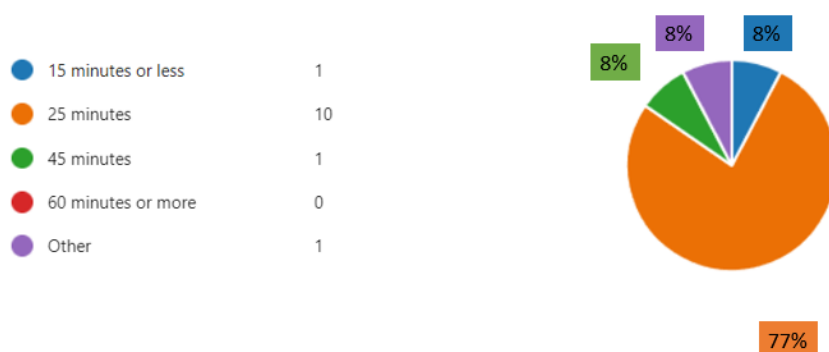 8% 8%
8%
15 minutes or less 1
25 minutes 10
45 minutes 1
60 minutes or more 0
Other 1
77%